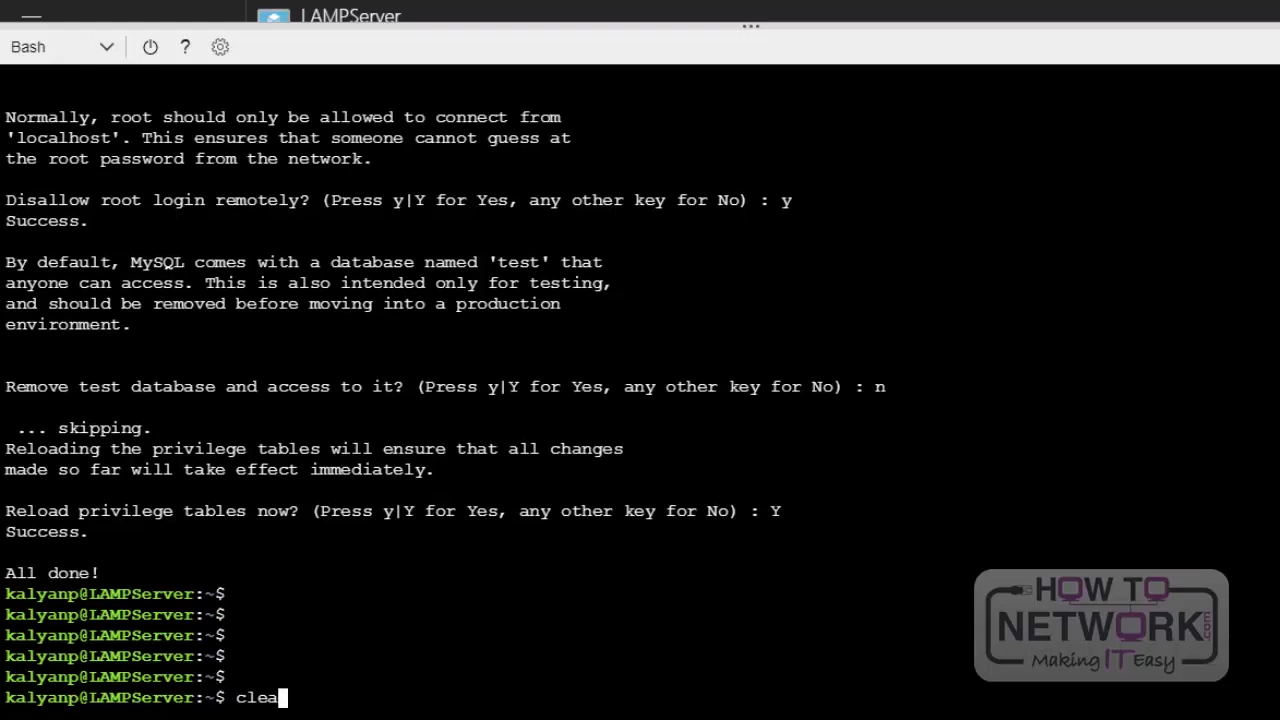 LAMPServer
Bash
?
Normally, root should only be allowed to connect from
'localhost'. This ensures that someone cannot guess at
the root password from the network.
Disallow root login remotely? (Press y|Y for Yes, any other key for No) : y
Success.
By default, MySQL comes with a database named 'test' that
anyone can access. This is also intended only for testing,
and should be removed before moving into a production
environment.
Remove test database and access to it? (Press y|Y for Yes, any other key for No) : n
... skipping.
Reloading the privilege tables will ensure that all changes
made so far will take effect immediately.
Reload privilege tables now? (Press y|Y for Yes, any other key for No) : Y
Success.
All done!
kalyanp@LAMPServer:~$
kalyanp@LAMPServer:~$
kalyanp@LAMPServer:~$
kalyanp@LAMPServer:~$
kalyanp@LAMPServer:~$
kalyanp@LAMPServer:~$ clea
HOW TO
NETWORK.com
Making IT Easy